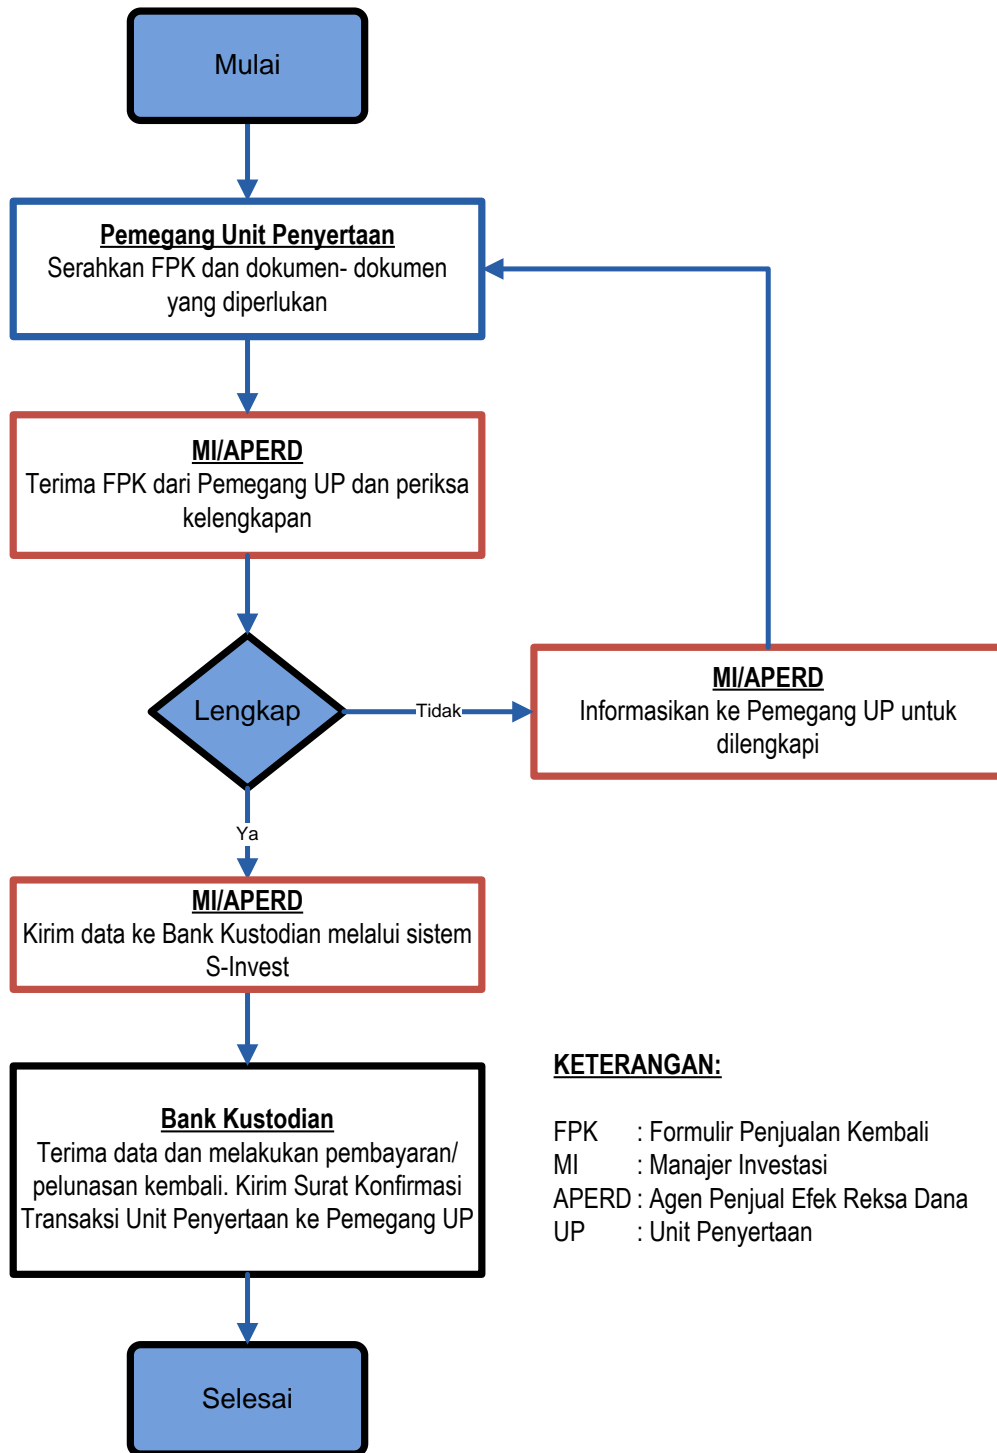 Mulai
Pemegang Unit Penyertaan
Serahkan FPK dan dokumen- dokumen
yang diperlukan
MI/APERD
Terima FPK dari Pemegang UP dan periksa
kelengkapan
Lengkap
Tidak
MI/APERD
Informasikan ke Pemegang UP untuk
dilengkapi
Ya
MI/APERD
Kirim data ke Bank Kustodian melalui sistem
S-Invest
Bank Kustodian
Terima data dan melakukan pembayaran/
pelunasan kembali. Kirim Surat Konfirmasi
Transaksi Unit Penyertaan ke Pemegang UP
KETERANGAN:
FPK : Formulir Penjualan Kembali
MI : Manajer Investasi
APERD : Agen Penjual Efek Reksa Dana
UP : Unit Penyertaan
Selesai